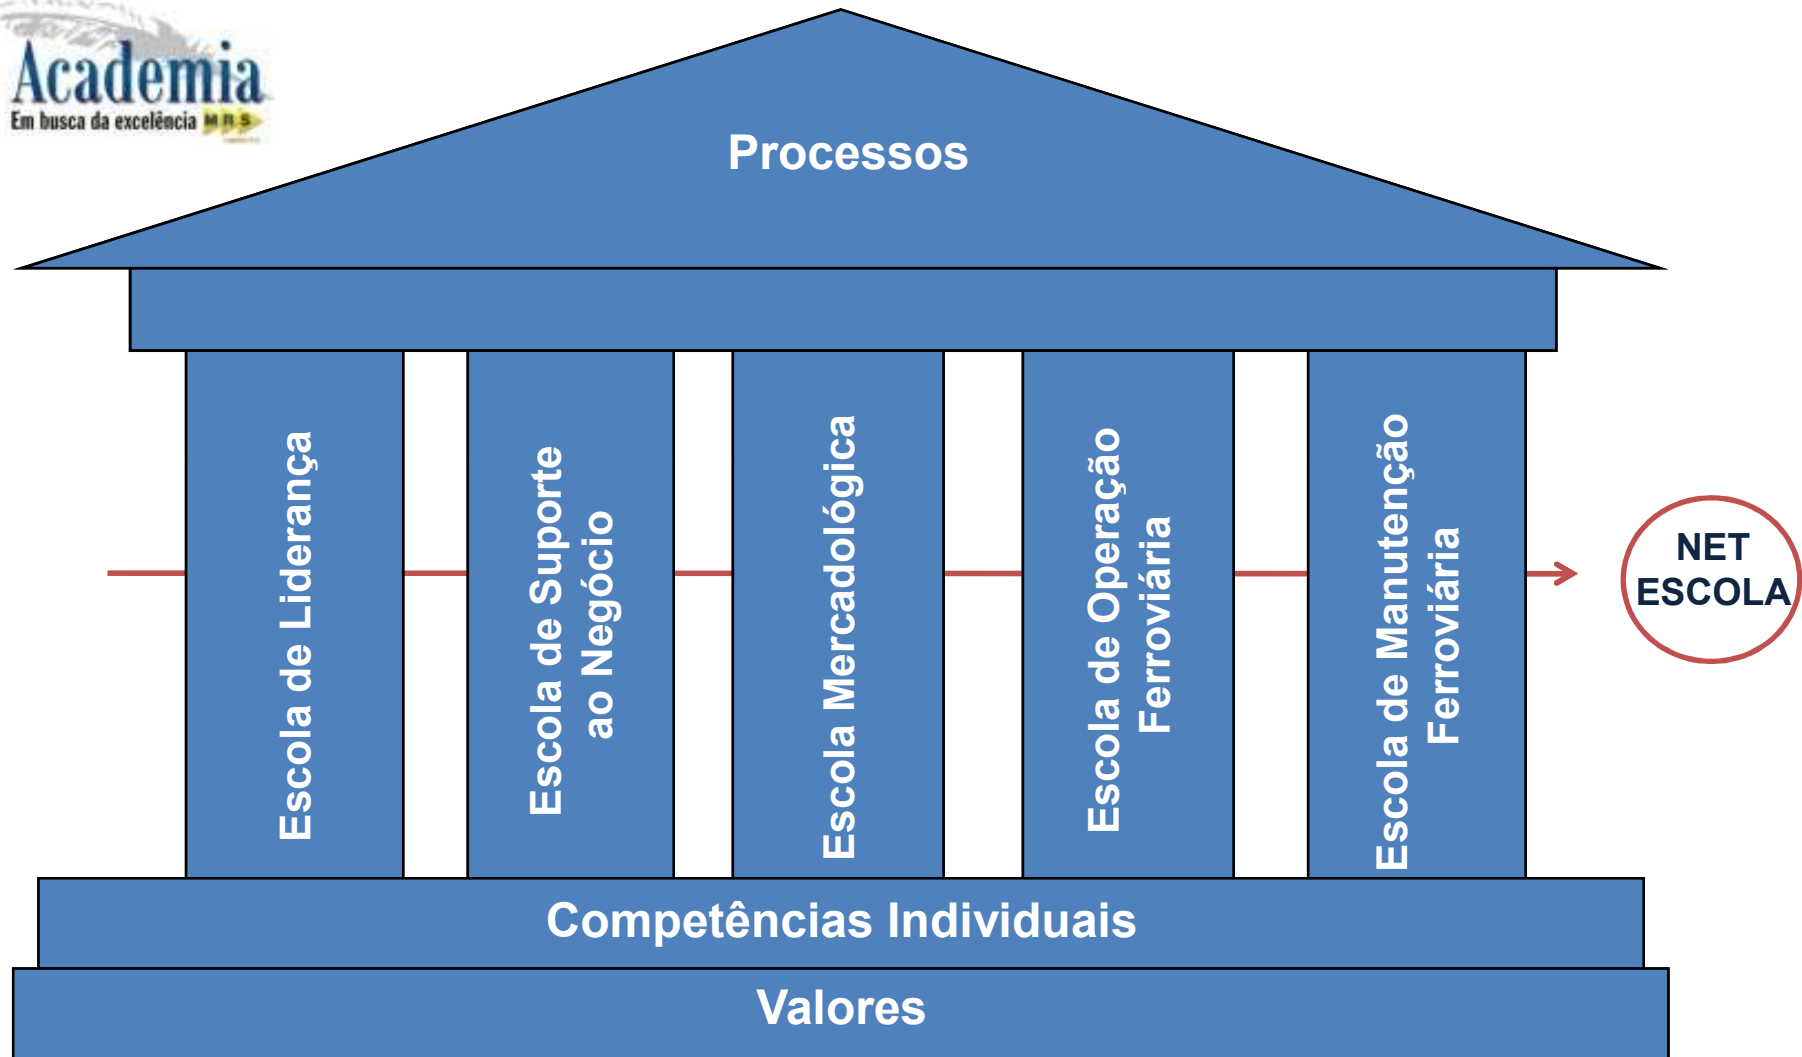 Academia
Em busca da excelência MRS
Processos
Escola de Liderança
Escola de Suporte
ao Negócio
Escola Mercadológica
Escola de Operação
Ferroviária
Escola de Manutenção
Ferroviária
NET
ESCOLA
Competências Individuais
Valores